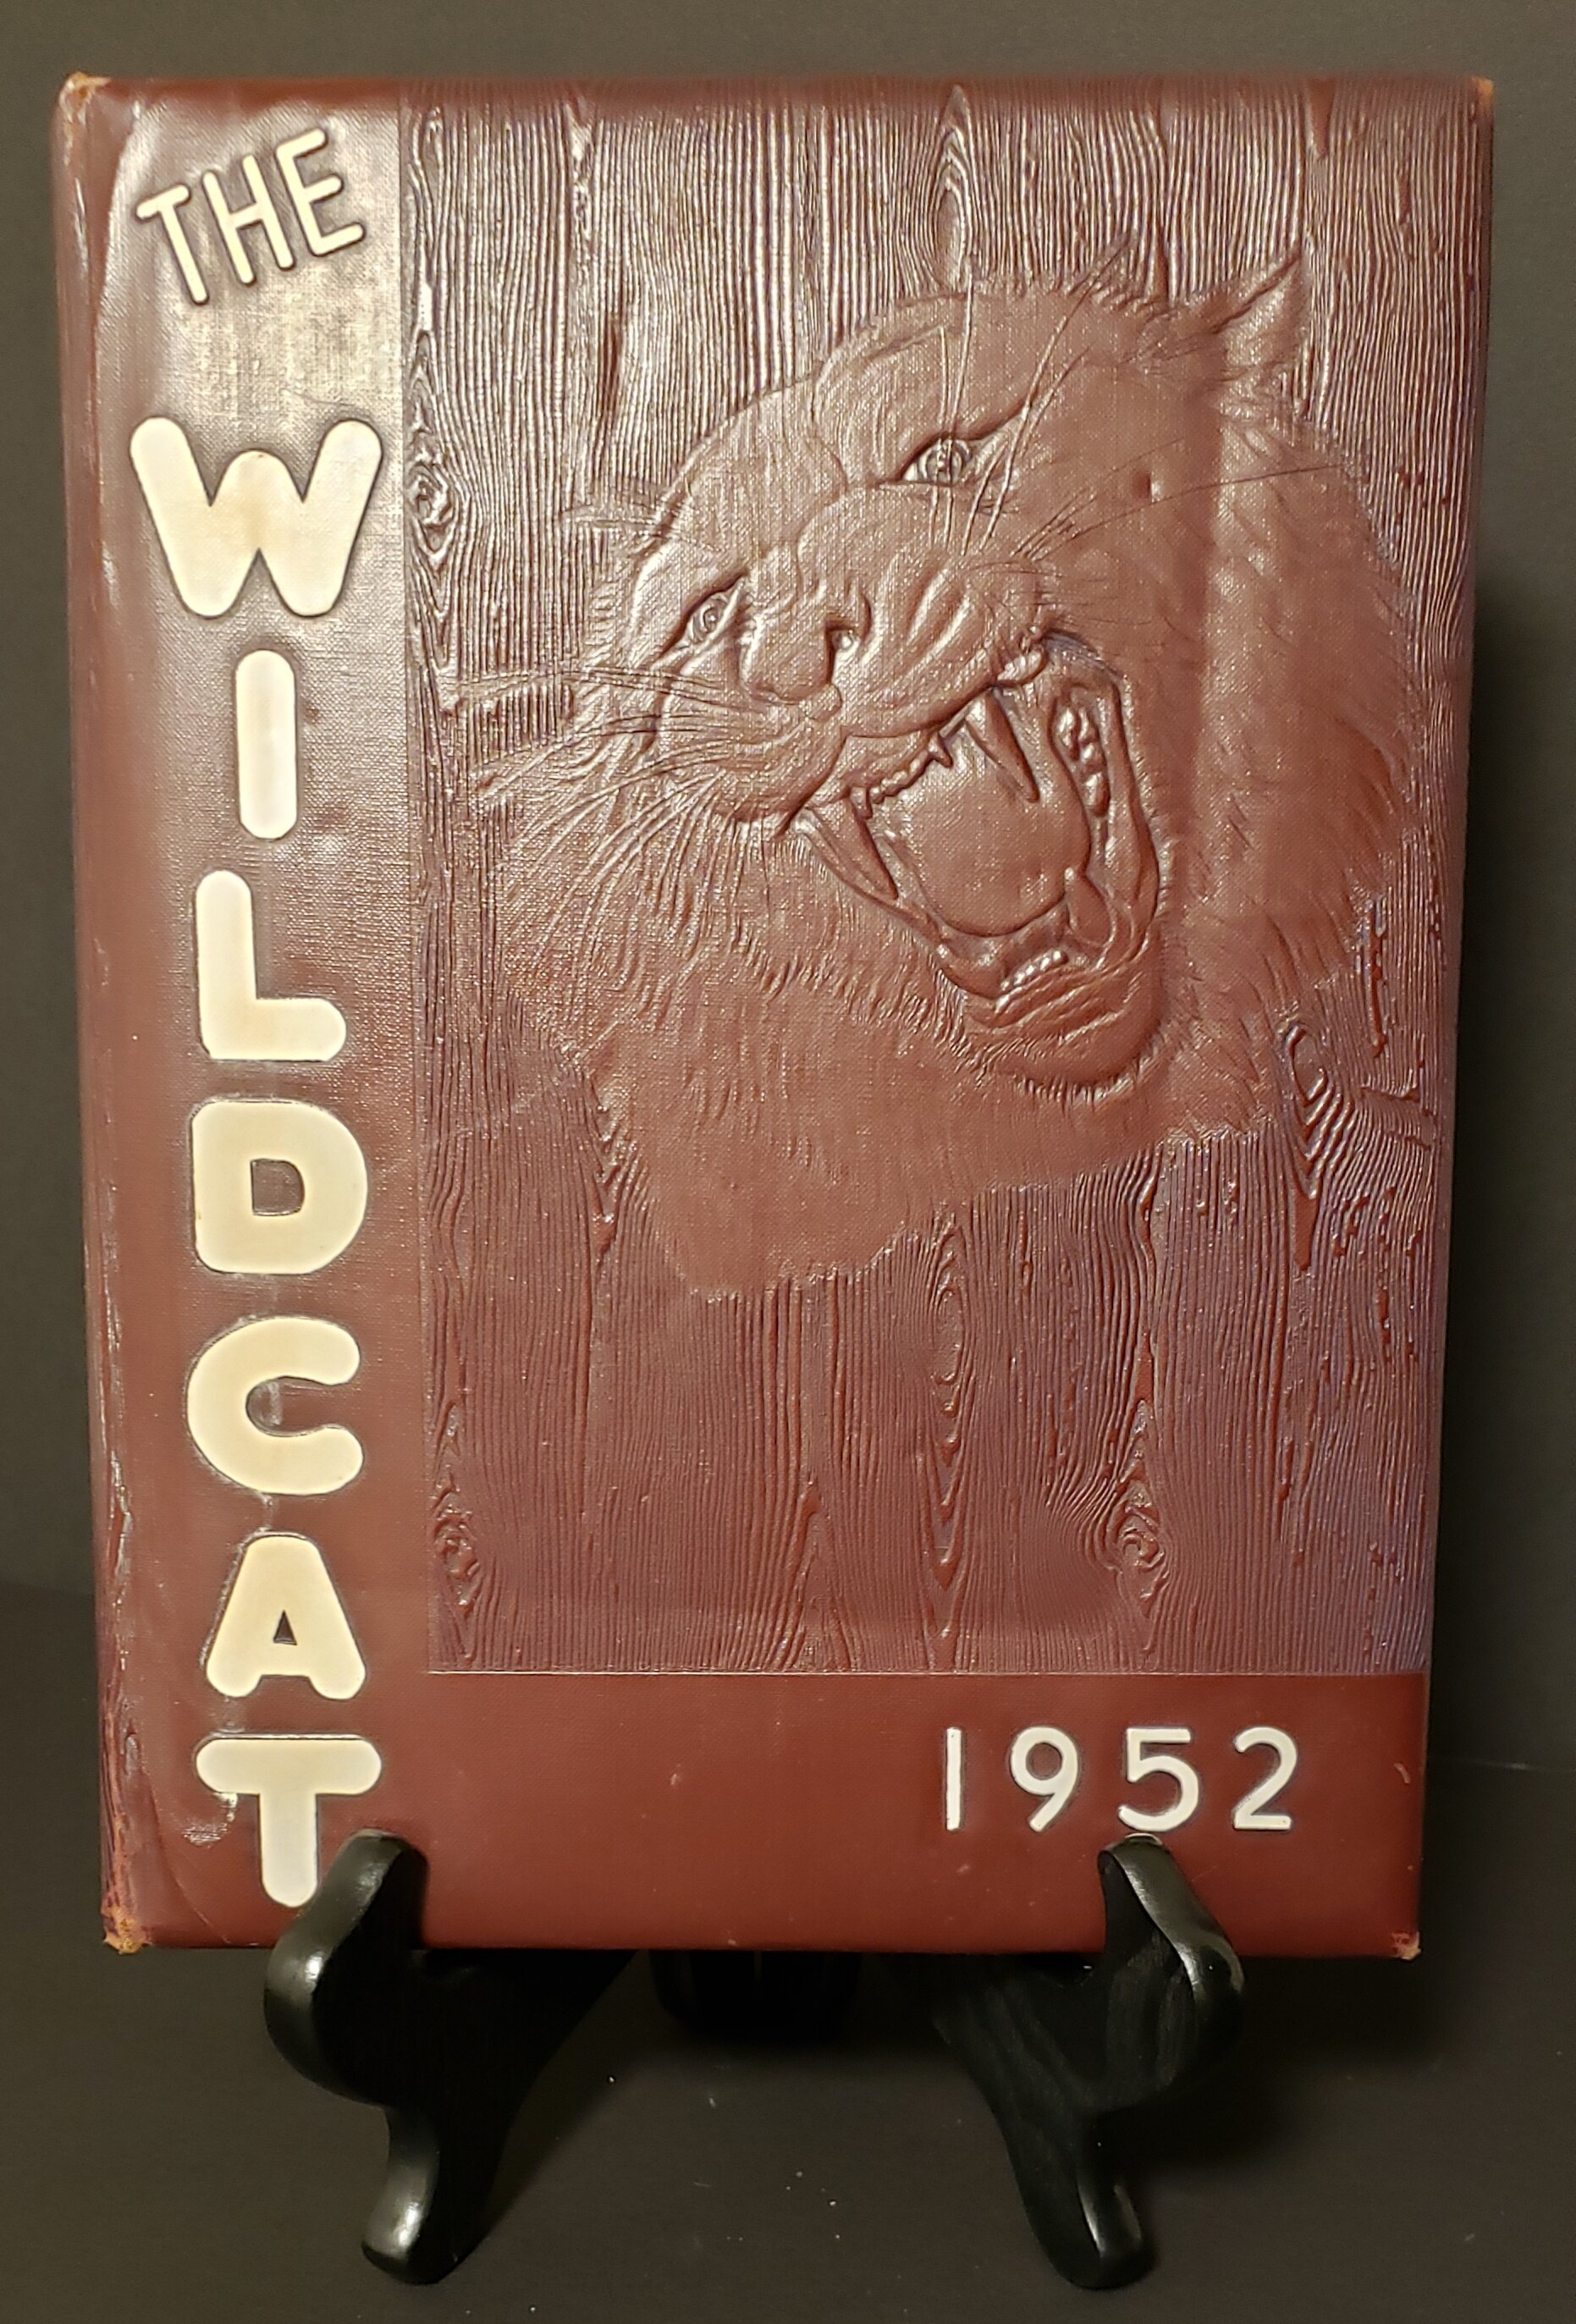 THE
WILDCAT
1952